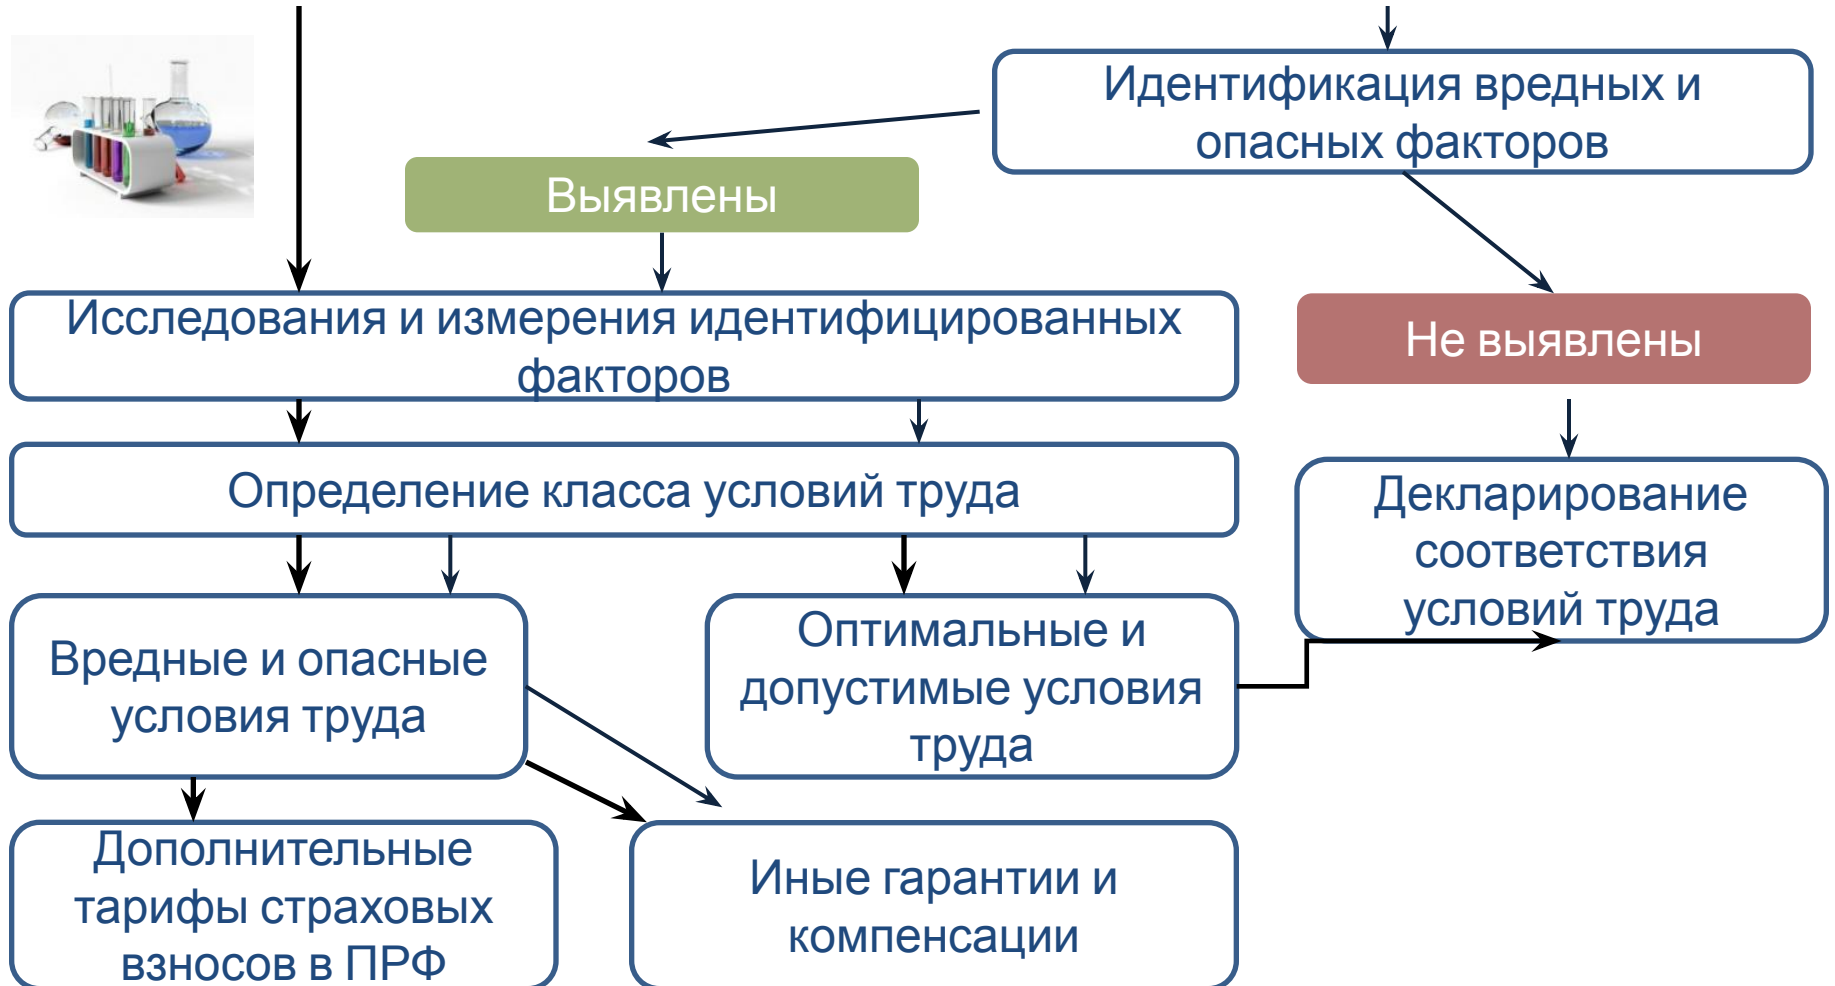 Идентификация вредных и
опасных факторов
Выявлены
Исследования и измерения идентифицированных
факторов
Не выявлены
Определение класса условий труда
Декларирование
соответствия
условий труда
Вредные и опасные
условия труда
Оптимальные и
допустимые условия
труда
Дополнительные
тарифы страховых
взносов в ПРФ
Иные гарантии и
компенсации